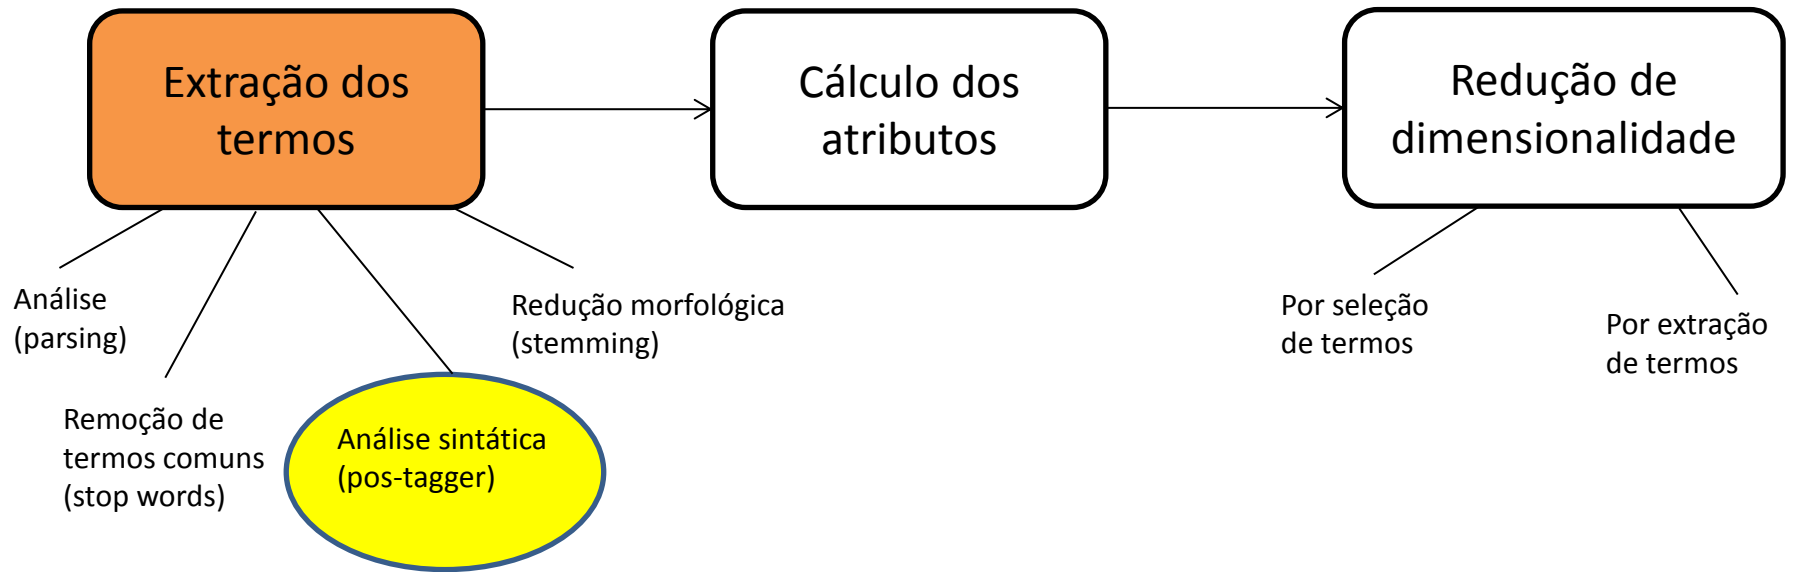 Extração dos
termos
Cálculo dos
atributos
Redução de
dimensionalidade
Análise
(parsing)
Remoção de
termos comuns
(stop words)
Análise sintática
(pos-tagger)
Redução morfológica
(stemming)
Por seleção
de termos
Por extração
de termos